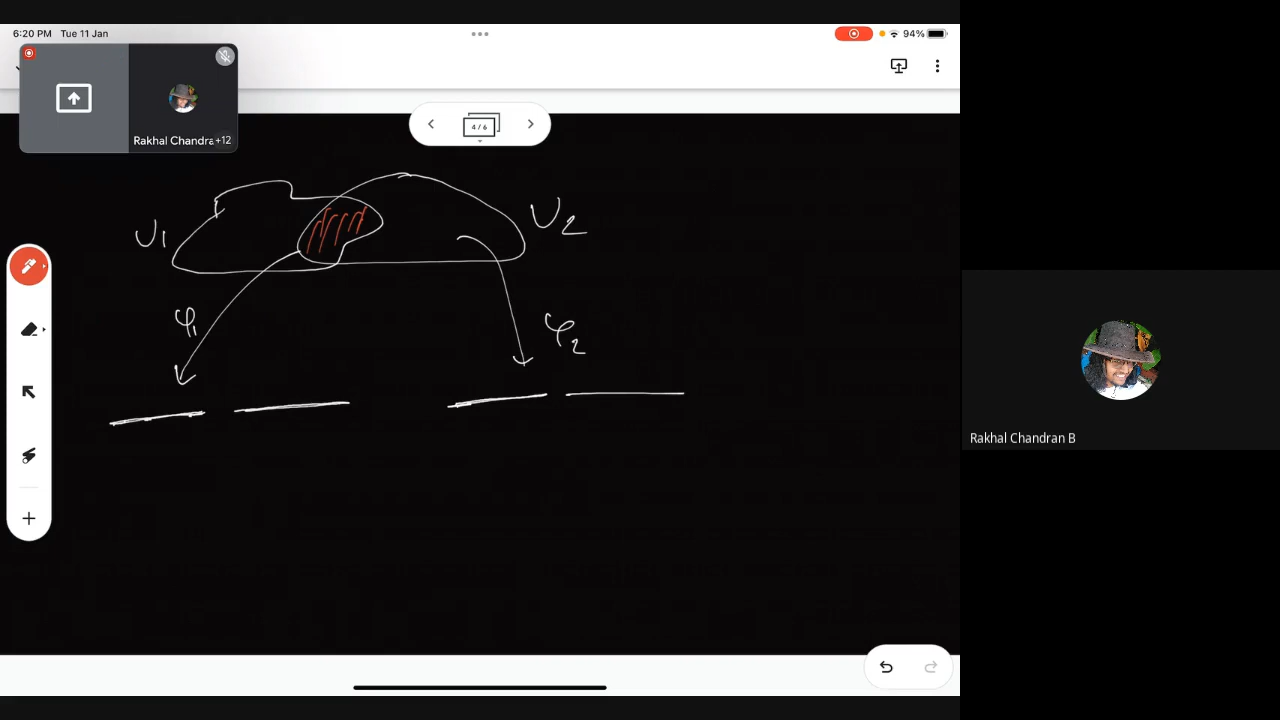 6:20 PM Tue 11 Jan
94%
Rakhal Chandra +12
4 / 6
U1
U2
φ1
φ2
Rakhal Chandran B